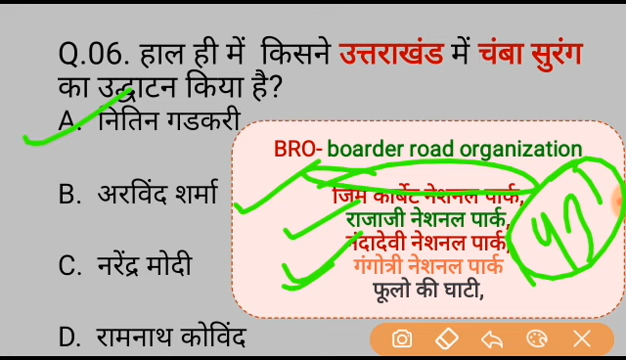 Q.06. हाल ही में किसने उत्तराखंड में चंबा सुरंग
का उद्धाटन किया है?
A. नितिन गडकरी
BRO- boarder road organization
B. अरविंद शर्मा
जिम कार्बेट नेशनल पार्क,
राजाजी नेशनल पार्क,
नंदादेवी नेशनल पार्क,
C. नरेंद्र मोदी
गंगोत्री नेशनल पार्क
फूलो की घाटी,
D. रामनाथ कोविंद